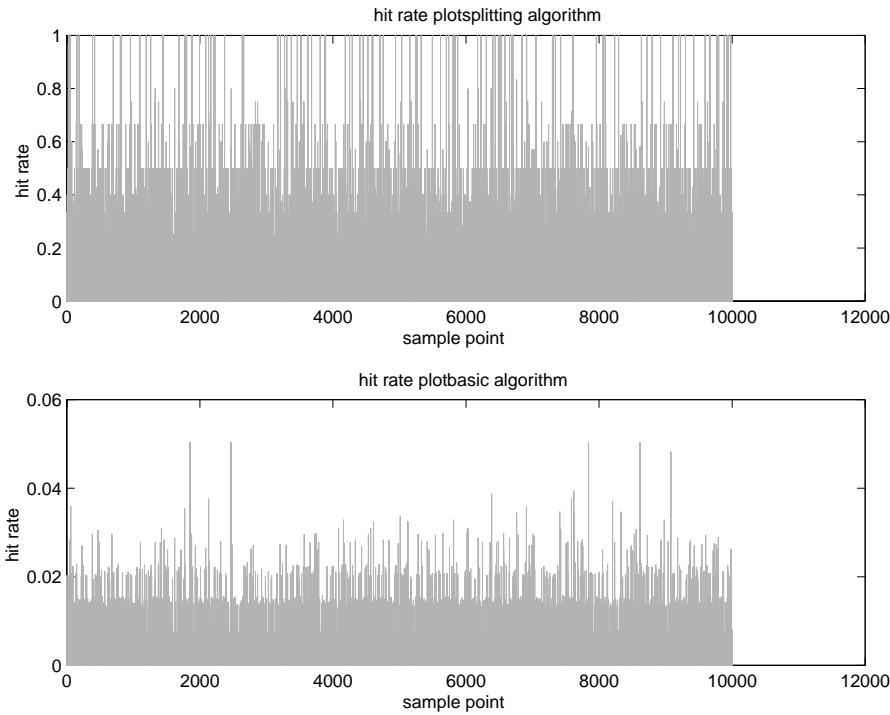 hit rate plotsplitting algorithm
1
0.8
0.6
0.4
0.2
0
hit rate
0 2000 4000 6000 8000 10000 12000
sample point
hit rate plotbasic algorithm
0.06
0.04
0.02
0
hit rate
0 2000 4000 6000 8000 10000 12000
sample point